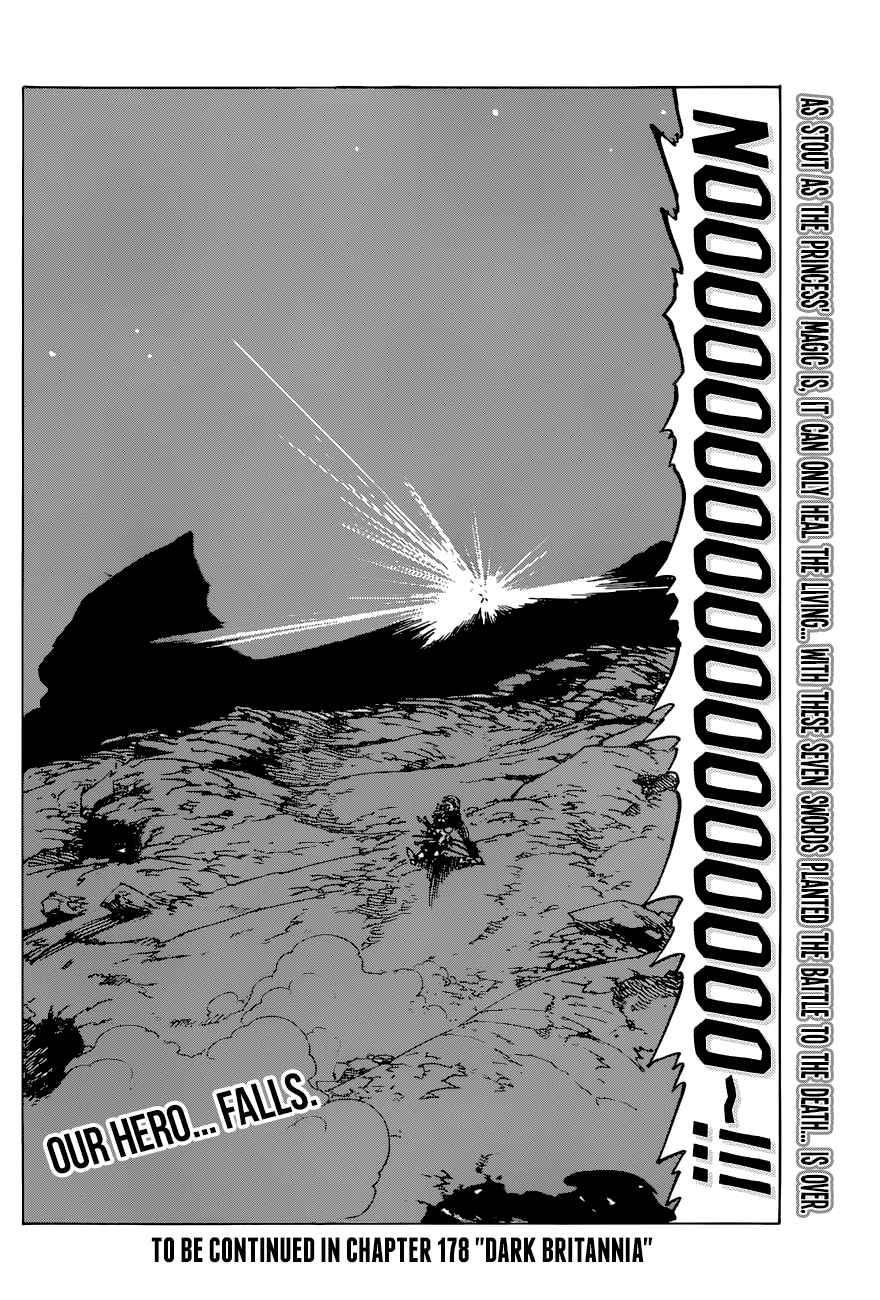 AS STOUT AS THE PRINCESS' MAGIC IS, IT CAN ONLY HEAL THE LIVING... WITH THESE SEVEN SWORDS PLANTED THE BATTLE TO THE DEATH... IS OVER.
NOOOOOOOOOOOOOOOOO~!!!
OUR HERO... FALLS.
TO BE CONTINUED IN CHAPTER 178 "DARK BRITANNIA"